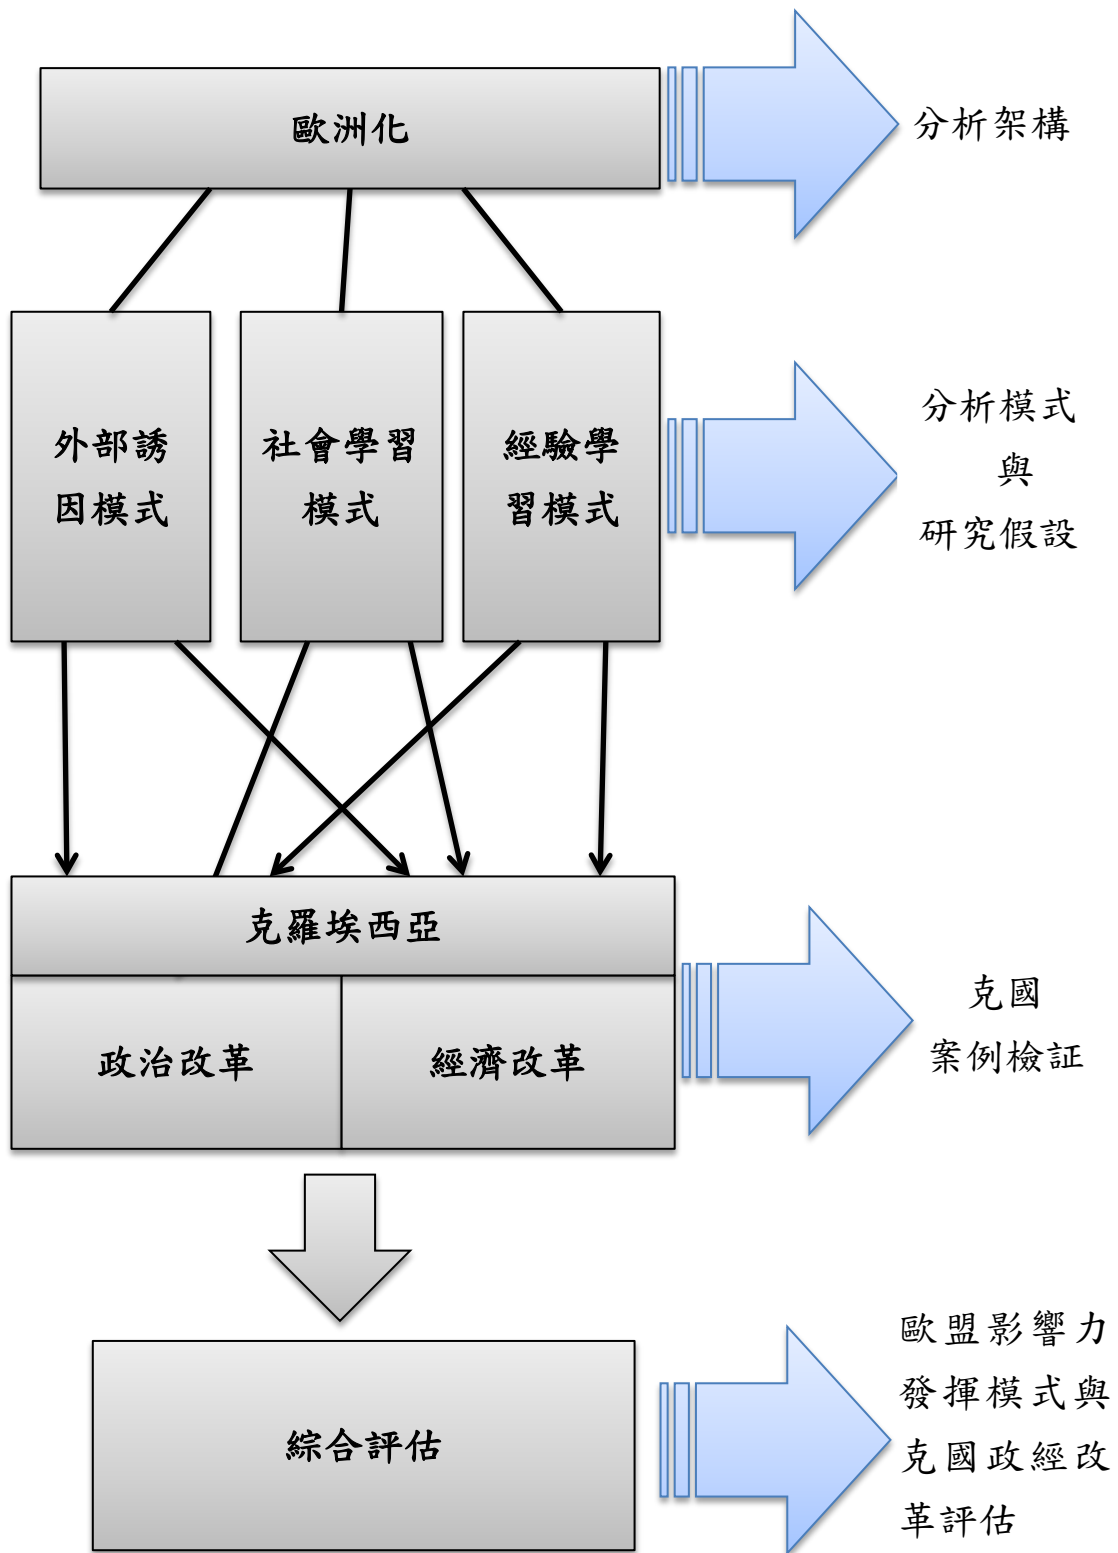 歐洲化
分析架構
外部誘
因模式
社會學習
模式
經驗學
習模式
分析模式
與
研究假設
克羅埃西亞
政治改革
經濟改革
克國
案例檢証
綜合評估
歐盟影響力
發揮模式與
克國政經改
革評估